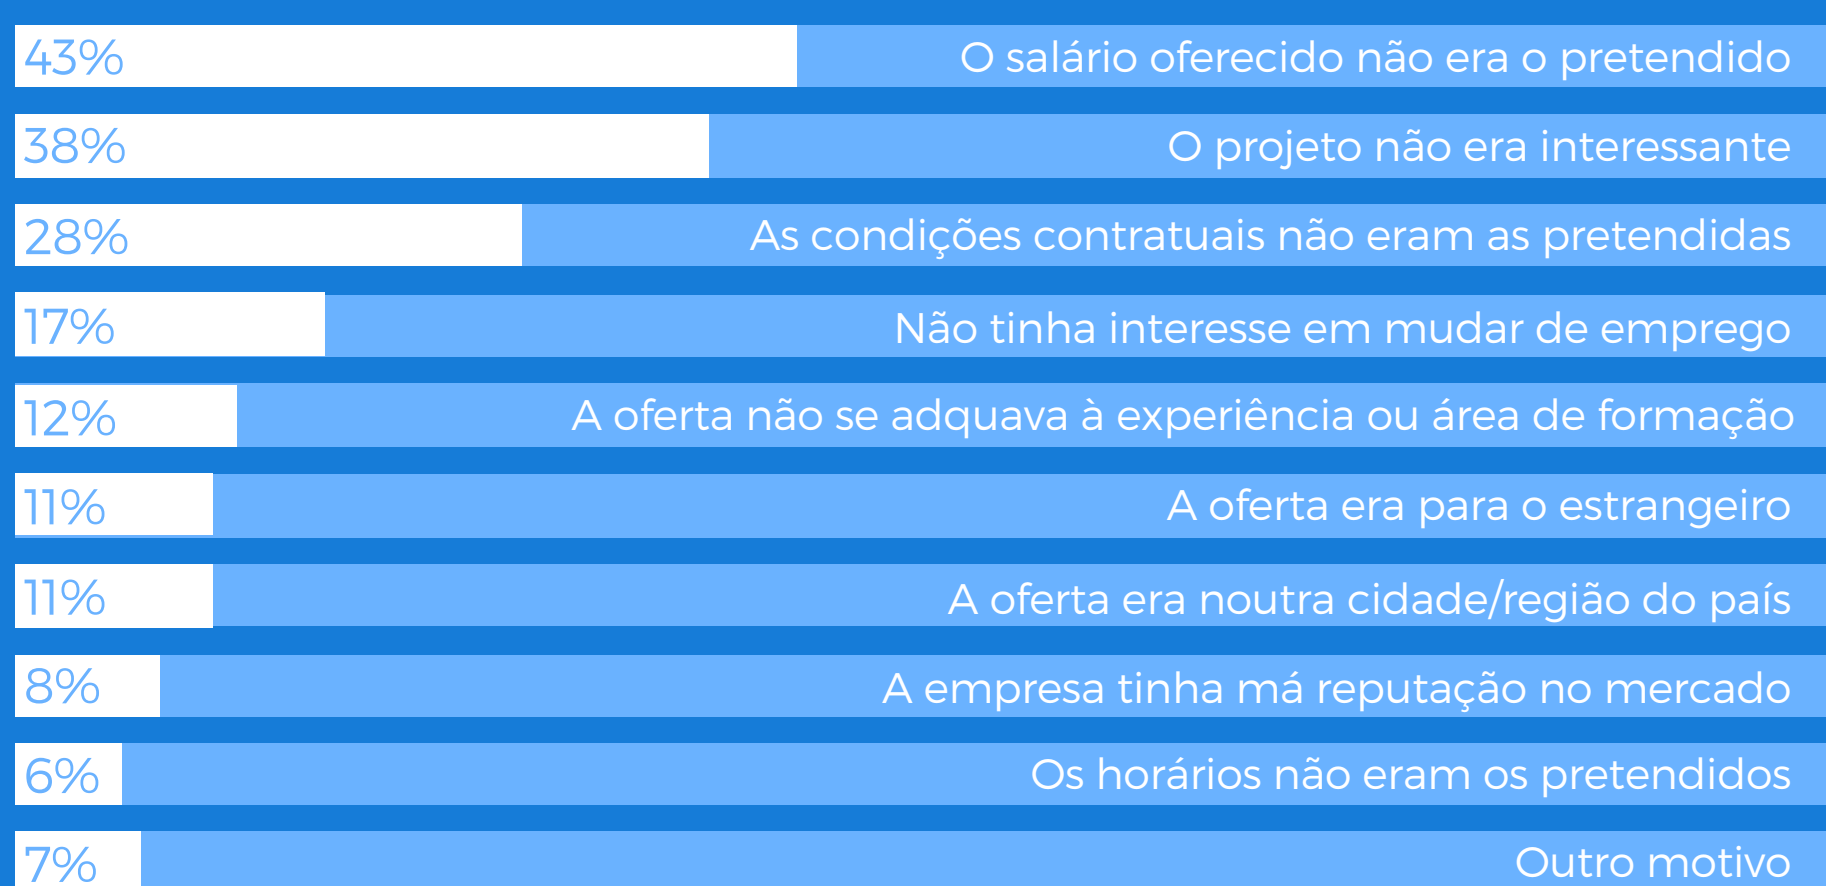 43% O salário oferecido não era o pretendido
38% O projeto não era interessante
28% As condições contratuais não eram as pretendidas
17% Não tinha interesse em mudar de emprego
12% A oferta não se adquava à experiência ou área de formação
11% A oferta era para o estrangeiro
11% A oferta era noutra cidade/região do país
8% A empresa tinha má reputação no mercado
6% Os horários não eram os pretendidos
7% Outro motivo